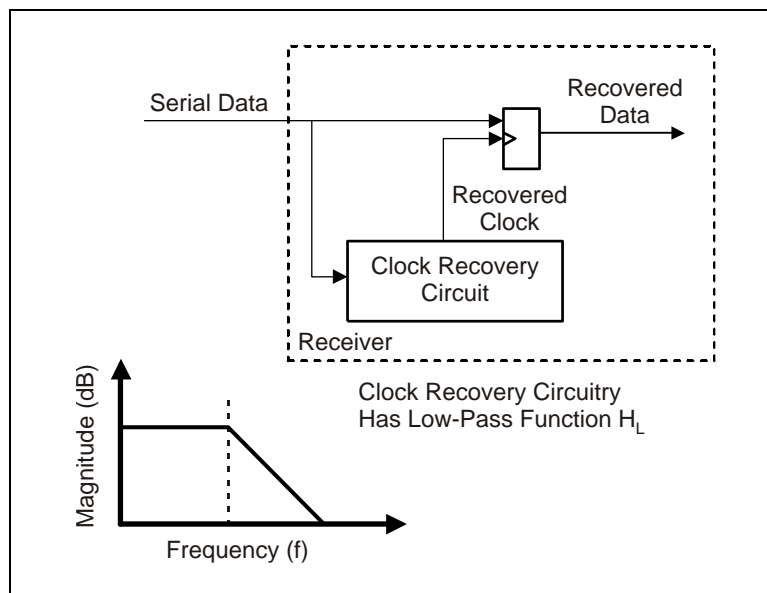 Serial Data
Recovered
Data
Recovered
Clock
Clock Recovery
Circuit
Receiver
Clock Recovery Circuitry
Has Low-Pass Function HL
Magnitude (dB)
Frequency (f)